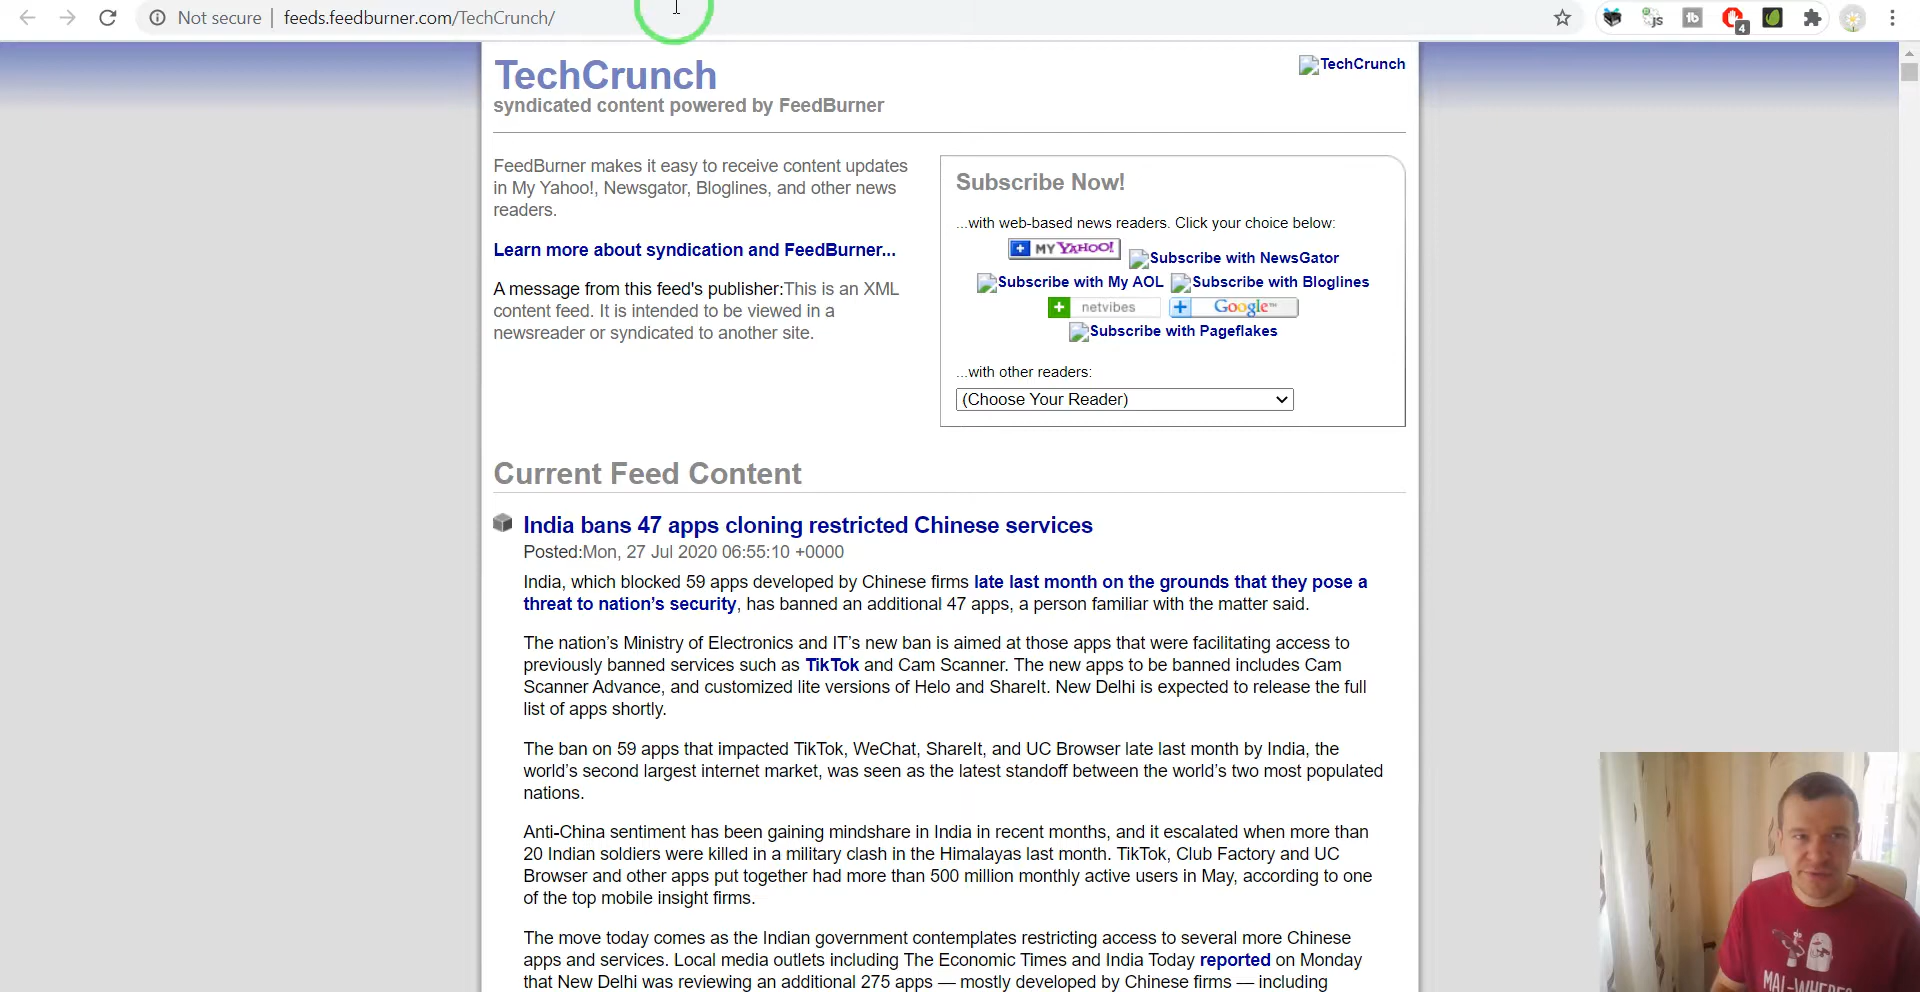 Not secure | feeds.feedburner.com/TechCrunch/
js
tb
4
TechCrunch
TechCrunch
syndicated content powered by FeedBurner
FeedBurner makes it easy to receive content updates
in My Yahoo!, Newsgator, Bloglines, and other news
readers.
Learn more about syndication and FeedBurner...
A message from this feed's publisher:This is an XML
content feed. It is intended to be viewed in a
newsreader or syndicated to another site.
Subscribe Now!
...with web-based news readers. Click your choice below:
MY YAHOO! Subscribe with NewsGator
Subscribe with My AOL Subscribe with Bloglines
netvibes Google™
Subscribe with Pageflakes
...with other readers:
(Choose Your Reader)
Current Feed Content
India bans 47 apps cloning restricted Chinese services
Posted:Mon, 27 Jul 2020 06:55:10 +0000
India, which blocked 59 apps developed by Chinese firms late last month on the grounds that they pose a
threat to nation’s security, has banned an additional 47 apps, a person familiar with the matter said.
The nation’s Ministry of Electronics and IT’s new ban is aimed at those apps that were facilitating access to
previously banned services such as TikTok and Cam Scanner. The new apps to be banned includes Cam
Scanner Advance, and customized lite versions of Helo and ShareIt. New Delhi is expected to release the full
list of apps shortly.
The ban on 59 apps that impacted TikTok, WeChat, ShareIt, and UC Browser late last month by India, the
world’s second largest internet market, was seen as the latest standoff between the world’s two most populated
nations.
Anti-China sentiment has been gaining mindshare in India in recent months, and it escalated when more than
20 Indian soldiers were killed in a military clash in the Himalayas last month. TikTok, Club Factory and UC
Browser and other apps put together had more than 500 million monthly active users in May, according to one
of the top mobile insight firms.
The move today comes as the Indian government contemplates restricting access to several more Chinese
apps and services. Local media outlets including The Economic Times and India Today reported on Monday
that New Delhi was reviewing an additional 275 apps — mostly developed by Chinese firms — including